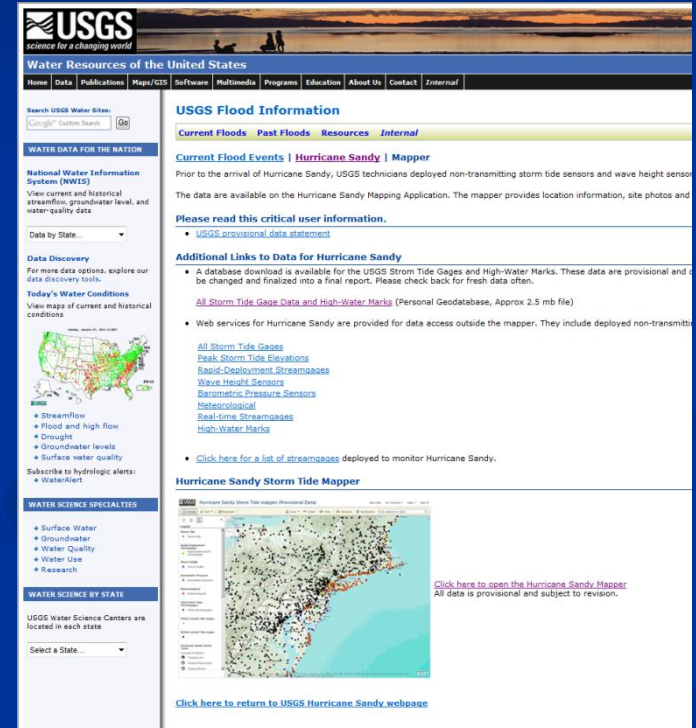 USGS
science for a changing world
Water Resources of the United States
Home Data Publications Maps/GIS Software Multimedia Programs Education About Us Contact Internal
Search USGS Water Sites:
Google™ Custom Search Go
WATER DATA FOR THE NATION
National Water Information
System (NWIS)
View current and historical
streamflow, groundwater level, and
water-quality data
Data by State...
Data Discovery
For more data options, explore our
data discovery tools.
Today's Water Conditions
View maps of current and historical
conditions
USGS
Streamflow
Flood and high flow
Drought
Groundwater levels
Surface water quality
Subscribe to hydrologic alerts:
WaterAlert
WATER SCIENCE SPECIALTIES
Surface Water
Groundwater
Water Quality
Water Use
Research
WATER SCIENCE BY STATE
USGS Water Science Centers are
located in each state
Select a State...
USGS Flood Information
Current Floods Past Floods Resources Internal
Current Flood Events | Hurricane Sandy | Mapper
Prior to the arrival of Hurricane Sandy, USGS technicians deployed non-transmitting storm tide sensors and wave height sensor
The data are available on the Hurricane Sandy Mapping Application. The mapper provides location information, site photos and
Please read this critical user information.
• USGS provisional data statement
Additional Links to Data for Hurricane Sandy
• A database download is available for the USGS Strom Tide Gages and High-Water Marks. These data are provisional and
be changed and finalized into a final report. Please check back for fresh data often.
All Storm Tide Gage Data and High-Water Marks (Personal Geodatabase, Approx 2.5 mb file)
• Web services for Hurricane Sandy are provided for data access outside the mapper. They include deployed non-transmitti
All Storm Tide Gages
Peak Storm Tide Elevations
Rapid-Deployment Streamgages
Wave Height Sensors
Barometric Pressure Sensors
Meteorological
Real-time Streamgages
High-Water Marks
• Click here for a list of streamgages deployed to monitor Hurricane Sandy.
Hurricane Sandy Storm Tide Mapper
USGS Hurricane Sandy Storm Tide mapper (Provisional Data)
Click here to open the Hurricane Sandy Mapper
All data is provisional and subject to revision.
Click here to return to USGS Hurricane Sandy webpage